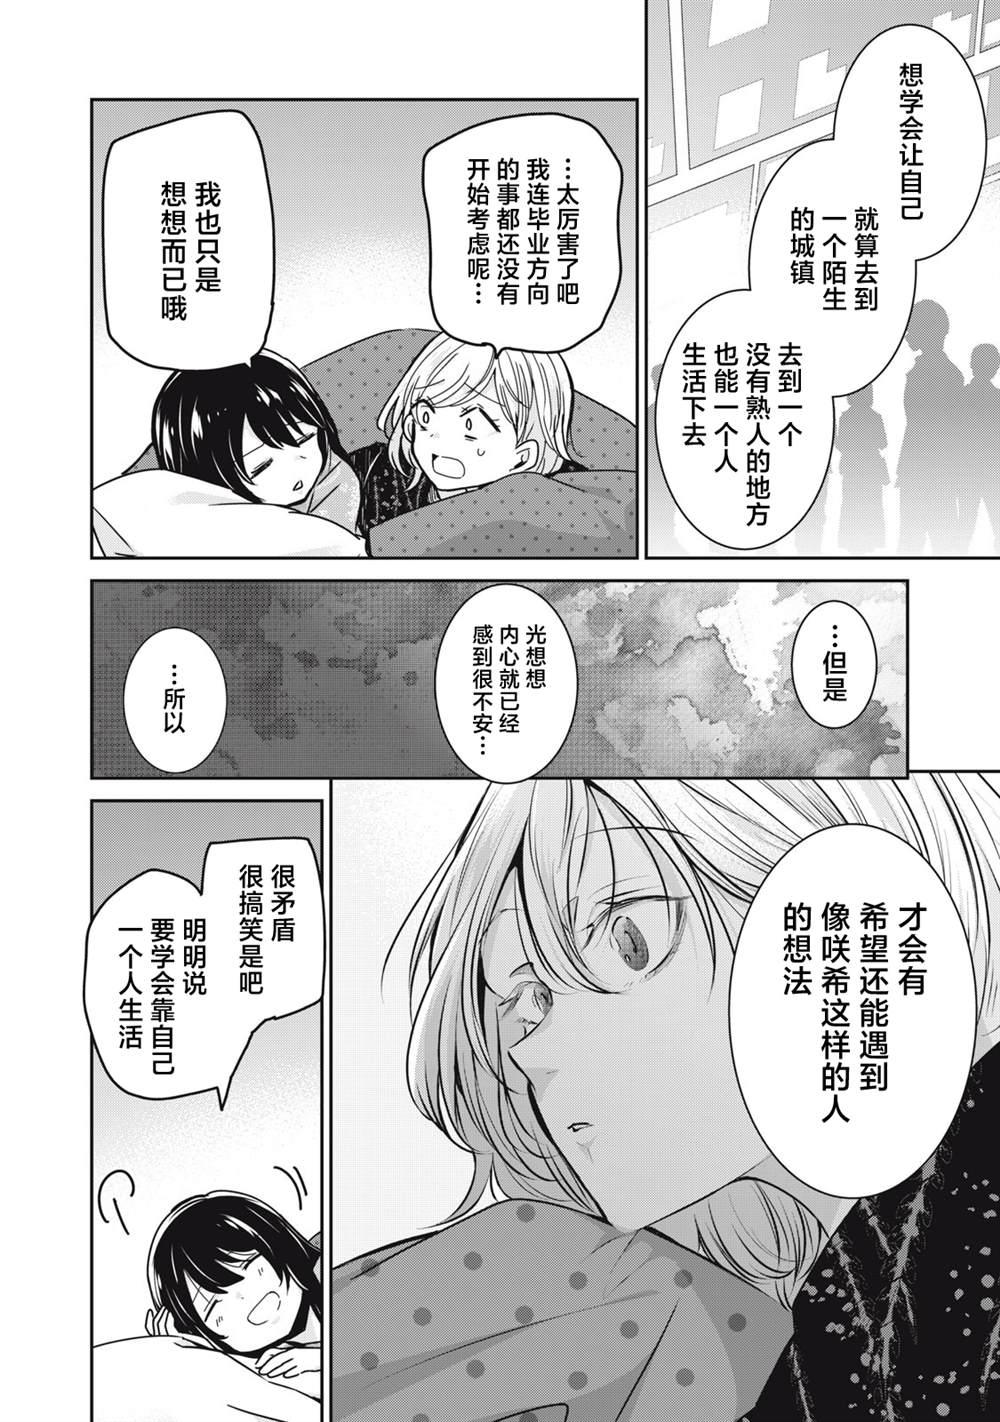 想学会让自己
就算去到
一个陌生
的城镇
去到一个
没有熟人的地方
也能一个人
生活下去
…太厉害了吧
我连毕业方向
的事都还没有
开始考虑呢…
我也只是
想想而已哦
…但是
光想想
内心就已经
感到很不安…
…所以
才会有
希望还能遇到
像咲希这样的人
的想法
很矛盾
很搞笑是吧
明明说
要学会靠自己
一个人生活